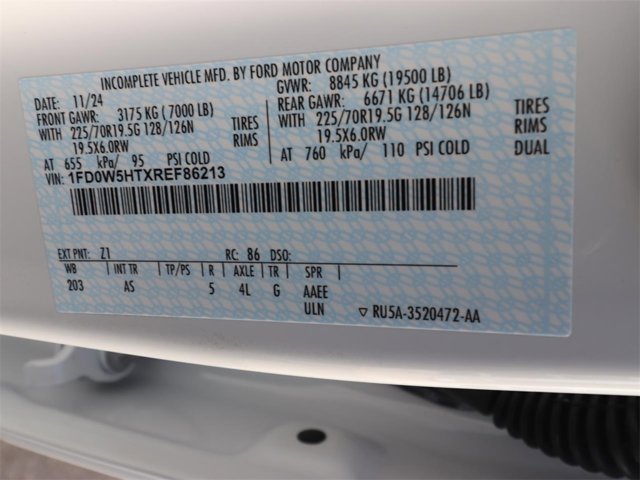 INCOMPLETE VEHICLE MFD. BY FORD MOTOR COMPANY
DATE: 11/24 GVWR: 8845 KG (19500 LB)
FRONT GAWR: 3175 KG (7000 LB) REAR GAWR: 6671 KG (14706 LB)
WITH 225/70R19.5G 128/126N TIRES WITH 225/70R19.5G 128/126N TIRES
19.5X6.0RW RIMS 19.5X6.0RW RIMS
AT 655 kPa/ 95 PSI COLD AT 760 kPa/ 110 PSI COLD DUAL
VIN: 1FD0W5HTXREF86213
EXT PNT: Z1 RC: 86 DSO:
WB INT TR TP/PS R AXLE TR SPR
203 AS 5 4L G AAEE
ULN ▽ RU5A-3520472-AA